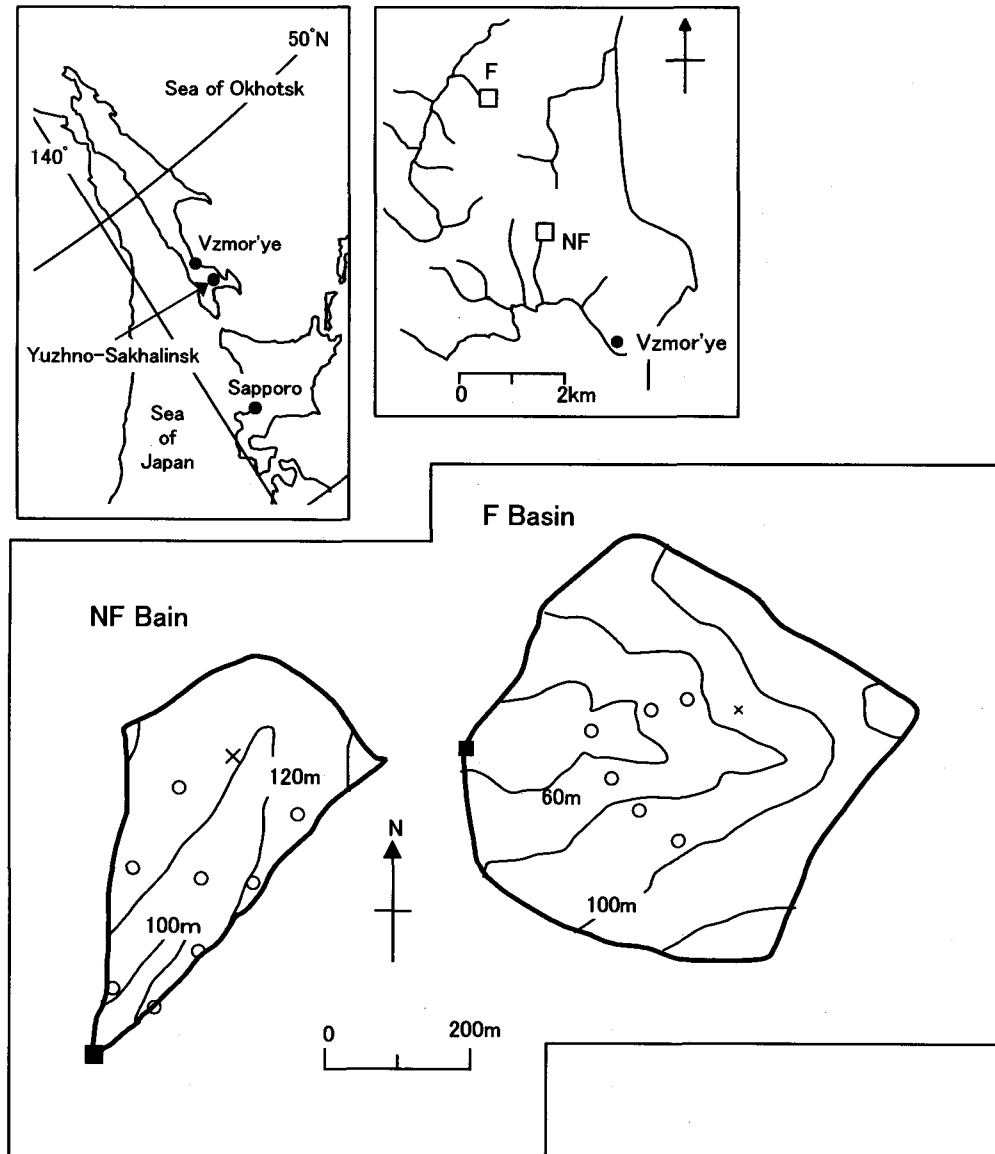 50°N
Sea of Okhotsk
140°
Vzmor'ye
Yuzhno-Sakhalinsk
Sapporo
Sea
of
Japan
F
NF
Vzmor'ye
0 2km
F Basin
NF Bain
120m
100m
60m
100m
N
0 200m